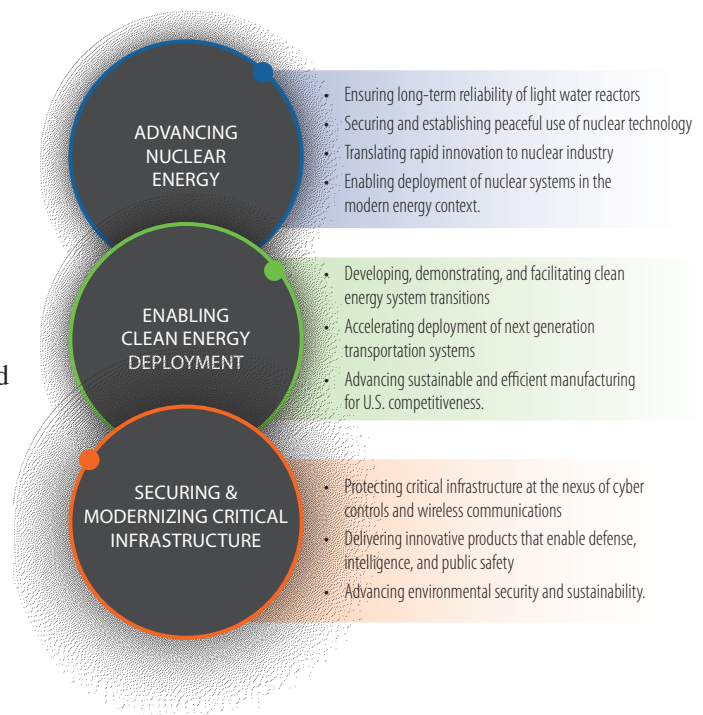 ADVANCING
NUCLEAR
ENERGY
• Ensuring long-term reliability of light water reactors
• Securing and establishing peaceful use of nuclear technology
• Translating rapid innovation to nuclear industry
• Enabling deployment of nuclear systems in the
modern energy context.
ENABLING
CLEAN ENERGY
DEPLOYMENT
• Developing, demonstrating, and facilitating clean
energy system transitions
• Accelerating deployment of next generation
transportation systems
• Advancing sustainable and efficient manufacturing
for U.S. competitiveness.
SECURING &
MODERNIZING CRITICAL
INFRASTRUCTURE
• Protecting critical infrastructure at the nexus of cyber
controls and wireless communications
• Delivering innovative products that enable defense,
intelligence, and public safety
• Advancing environmental security and sustainability.